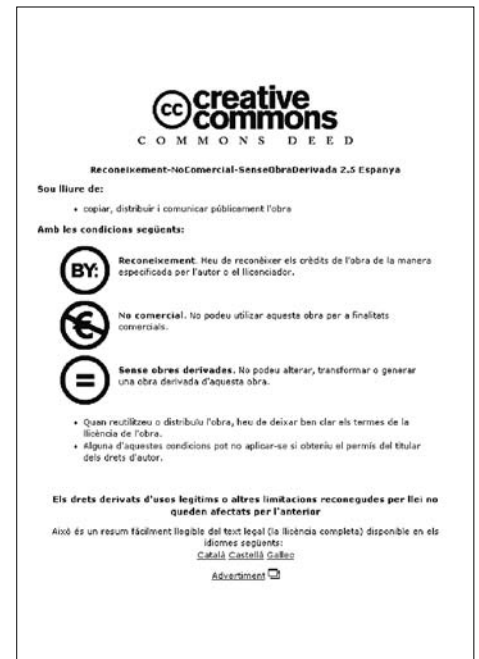 cc creative
commons
COMMONS DEED
Reconeixement-NoComercial-SenseObraDerivada 2.5 Espanya
Sou lliure de:
• copiar, distribuir i comunicar públicament l'obra
Amb les condicions següents:
BY:
Reconeixement. Heu de reconèixer els crèdits de l'obra de la manera
especificada per l'autor o el llicenciador.
€
No comercial. No podeu utilitzar aquesta obra per a finalitats
comercials.
=
Sense obres derivades. No podeu alterar, transformar o generar
una obra derivada d'aquesta obra.
• Quan reutilitzeu o distribuïu l'obra, heu de deixar ben clar els termes de la
llicència de l'obra.
• Alguna d'aquestes condicions pot no aplicar-se si obteniu el permís del titular
dels drets d'autor.
Els drets derivats d'usos legítims o altres limitacions reconegudes per llei no
queden afectats per l'anterior
Això és un resum fàcilment llegible del text legal (la llicència completa) disponible en els
idiomes següents:
Català Castellà Gallec
Advertiment